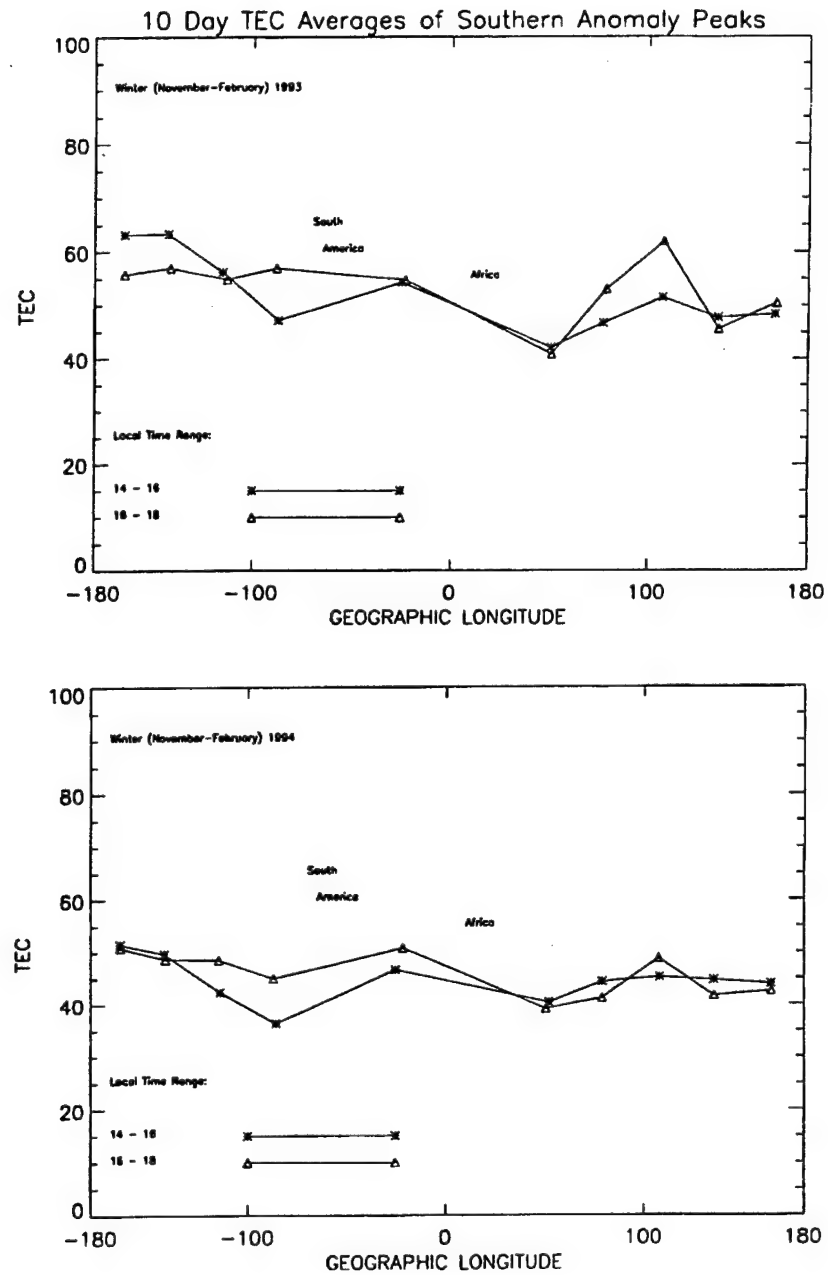 10 Day TEC Averages of Southern Anomaly Peaks
100
Winter (November-February) 1993
80
South
America
Africa
60
TEC
40
Local Time Range:
20
14 - 16
16 - 18
0
-180
-100
0
100
180
GEOGRAPHIC LONGITUDE
100
Winter (November-February) 1994
80
South
America
Africa
60
TEC
40
Local Time Range:
20
14 - 16
16 - 18
0
-180
-100
0
100
180
GEOGRAPHIC LONGITUDE